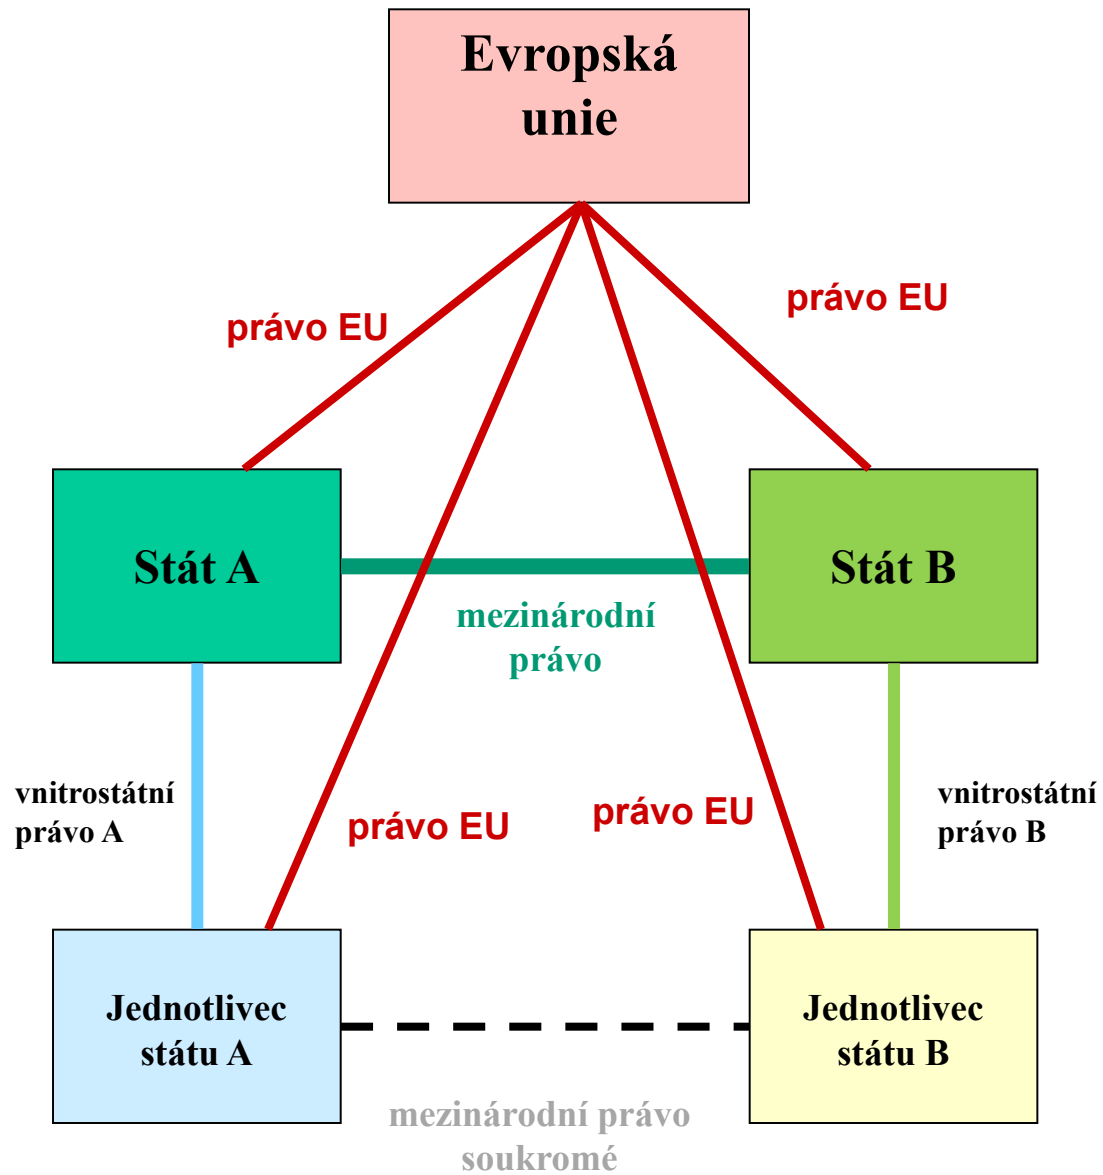 Evropská
unie
právo EU
právo EU
Stát A
Stát B
mezinárodní
právo
vnitrostátní
právo A
právo EU
právo EU
vnitrostátní
právo B
Jednotlivec
státu A
Jednotlivec
státu B
mezinárodní právo
soukromé